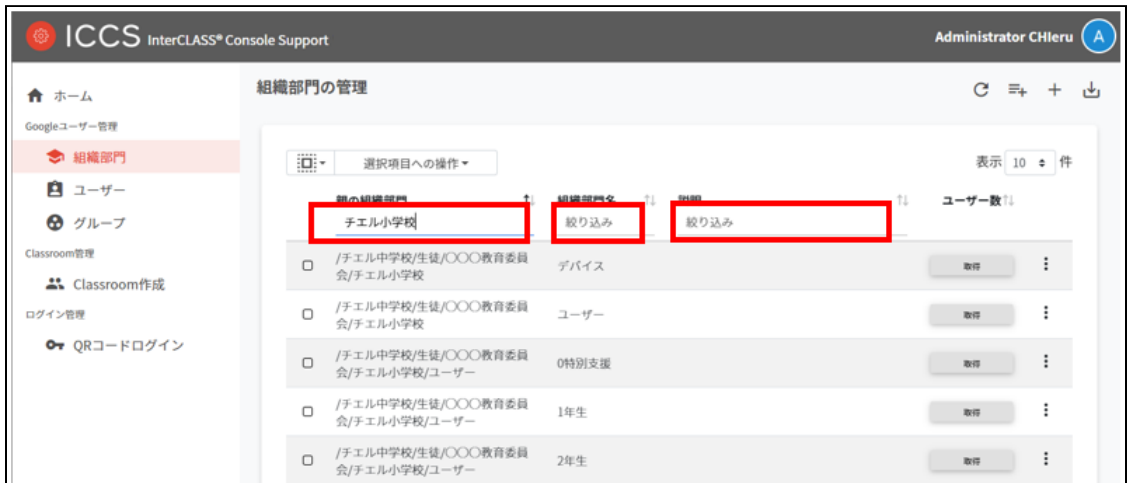 ICCS InterCLASS® Console Support
Administrator CHIeru
A
ホーム
Googleユーザー管理
組織部門
ユーザー
グループ
Classroom管理
Classroom作成
ログイン管理
QRコードログイン
組織部門の管理
選択項目への操作
表示 10 件
親の組織部門 組織部門名 説明 ユーザー数
チエル小学校 絞り込み 絞り込み
/チエル中学校/生徒/〇〇〇教育委員
会/チエル小学校
デバイス
取得
/チエル中学校/生徒/〇〇〇教育委員
会/チエル小学校
ユーザー
取得
/チエル中学校/生徒/〇〇〇教育委員
会/チエル小学校/ユーザー
0特別支援
取得
/チエル中学校/生徒/〇〇〇教育委員
会/チエル小学校/ユーザー
1年生
取得
/チエル中学校/生徒/〇〇〇教育委員
会/チエル小学校/ユーザー
2年生
取得